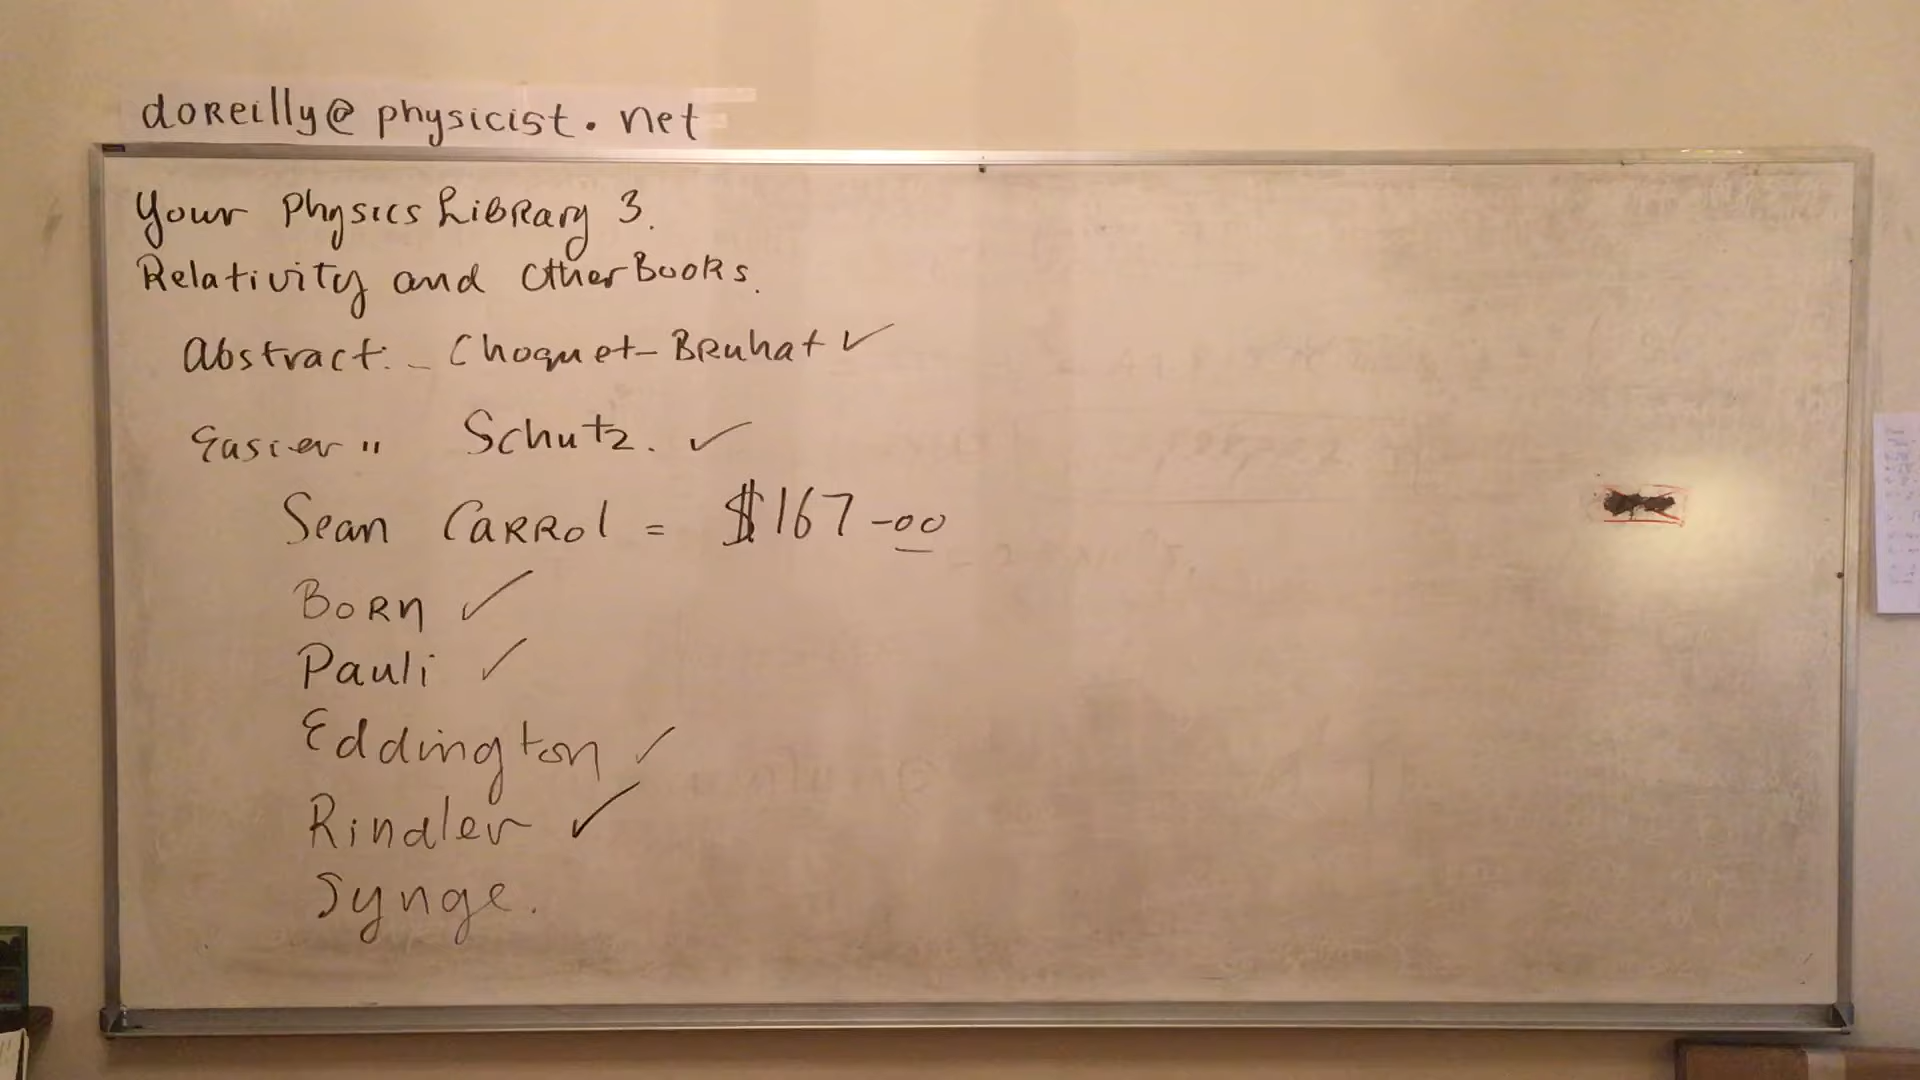 doReilly@physicist.net
Your Physics Library 3.
Relativity and Other Books.
Abstract:- Choquet-Bruhat ✓
Easier " Schutz. ✓
Sean Carrol = $167-00
Born ✓
Pauli ✓
Eddington ✓
Rindler ✓
Synge.